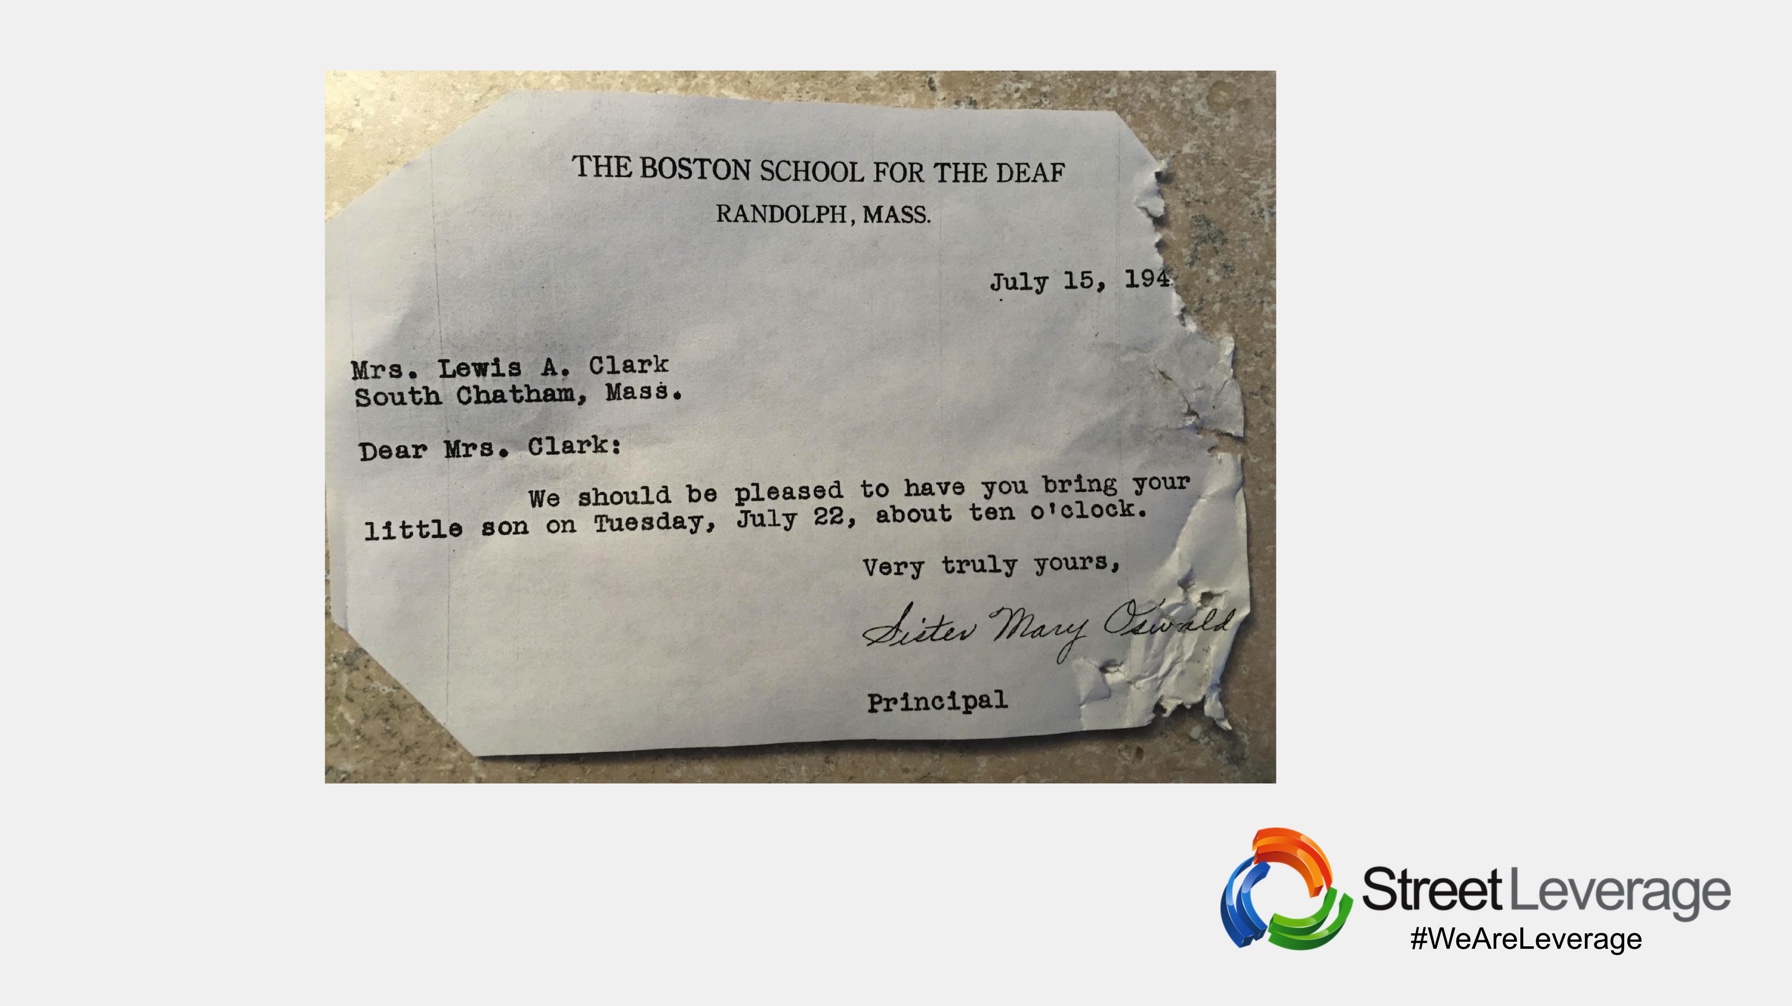 THE BOSTON SCHOOL FOR THE DEAF
RANDOLPH, MASS.
July 15, 194
Mrs. Lewis A. Clark
South Chatham, Mass.
Dear Mrs. Clark:
We should be pleased to have you bring your
little son on Tuesday, July 22, about ten o'clock.
Very truly yours,
Sister Mary Oswald
Principal
StreetLeverage
#WeAreLeverage